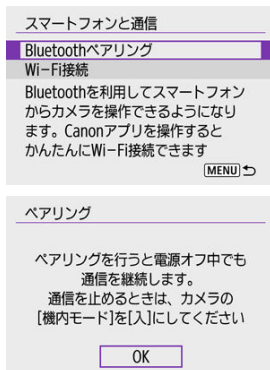 スマートフォンと通信
Bluetoothペアリング
Wi-Fi接続
Bluetoothを利用してスマートフォン
からカメラを操作できるようになり
ます。Canonアプリを操作すると
かんたんにWi-Fi接続できます
MENU
ペアリング
ペアリングを行うと電源オフ中でも
通信を継続します。
通信を止めるときは、カメラの
[機内モード]を[入]にしてください
OK